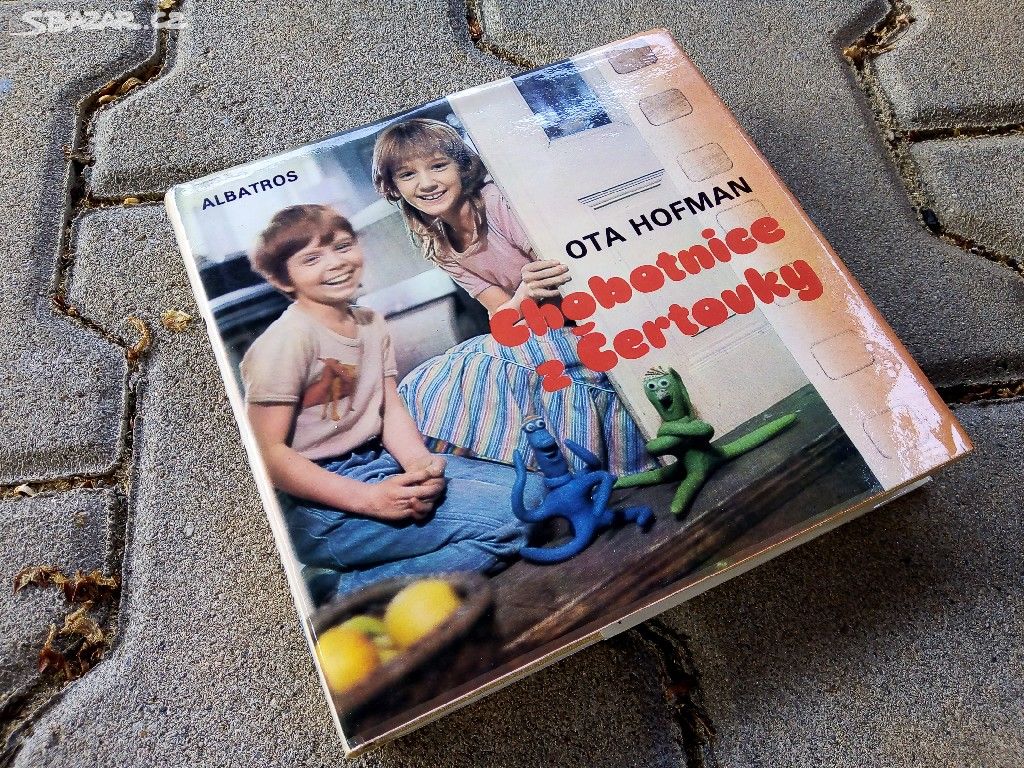 SBAZAR.CZ
ALBATROS
OTA HOFMAN
Chobotnice
z Čertovky